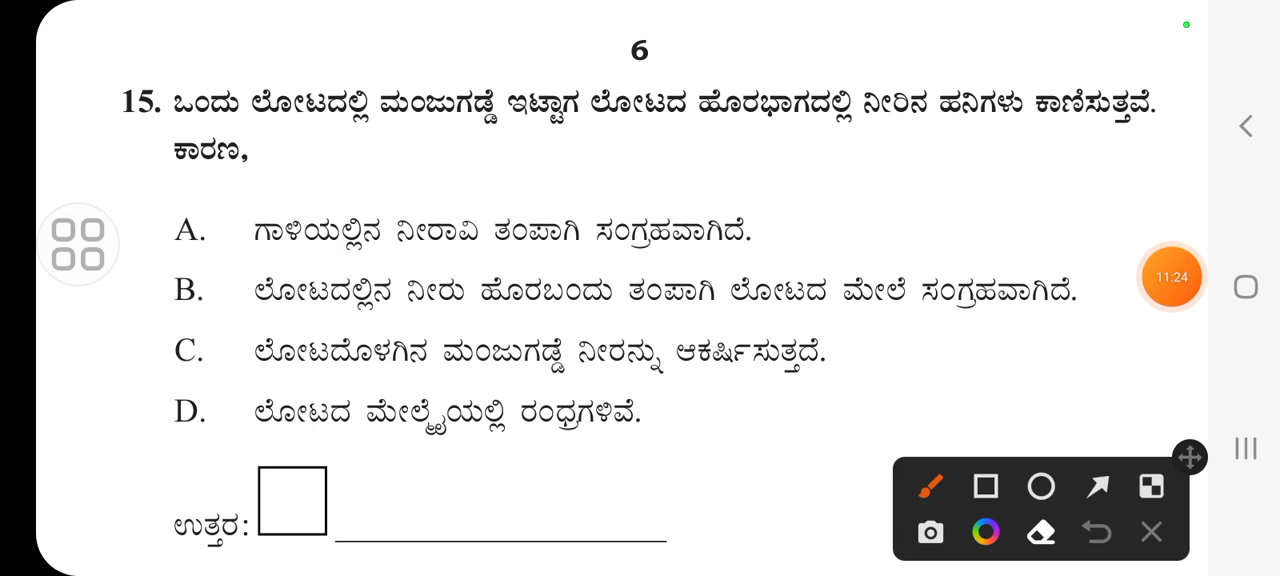 6
15. ಒಂದು ಲೋಟದಲ್ಲಿ ಮಂಜುಗಡ್ಡೆ ಇಟ್ಟಾಗ ಲೋಟದ ಹೊರಭಾಗದಲ್ಲಿ ನೀರಿನ ಹನಿಗಳು ಕಾಣಿಸುತ್ತವೆ.
ಕಾರಣ,
A. ಗಾಳಿಯಲ್ಲಿನ ನೀರಾವಿ ತಂಪಾಗಿ ಸಂಗ್ರಹವಾಗಿದೆ.
B. ಲೋಟದಲ್ಲಿನ ನೀರು ಹೊರಬಂದು ತಂಪಾಗಿ ಲೋಟದ ಮೇಲೆ ಸಂಗ್ರಹವಾಗಿದೆ.
11:24
C. ಲೋಟದೊಳಗಿನ ಮಂಜುಗಡ್ಡೆ ನೀರನ್ನು ಆಕರ್ಷಿಸುತ್ತದೆ.
D. ಲೋಟದ ಮೇಲ್ಮೈಯಲ್ಲಿ ರಂಧ್ರಗಳಿವೆ.
ಉತ್ತರ: